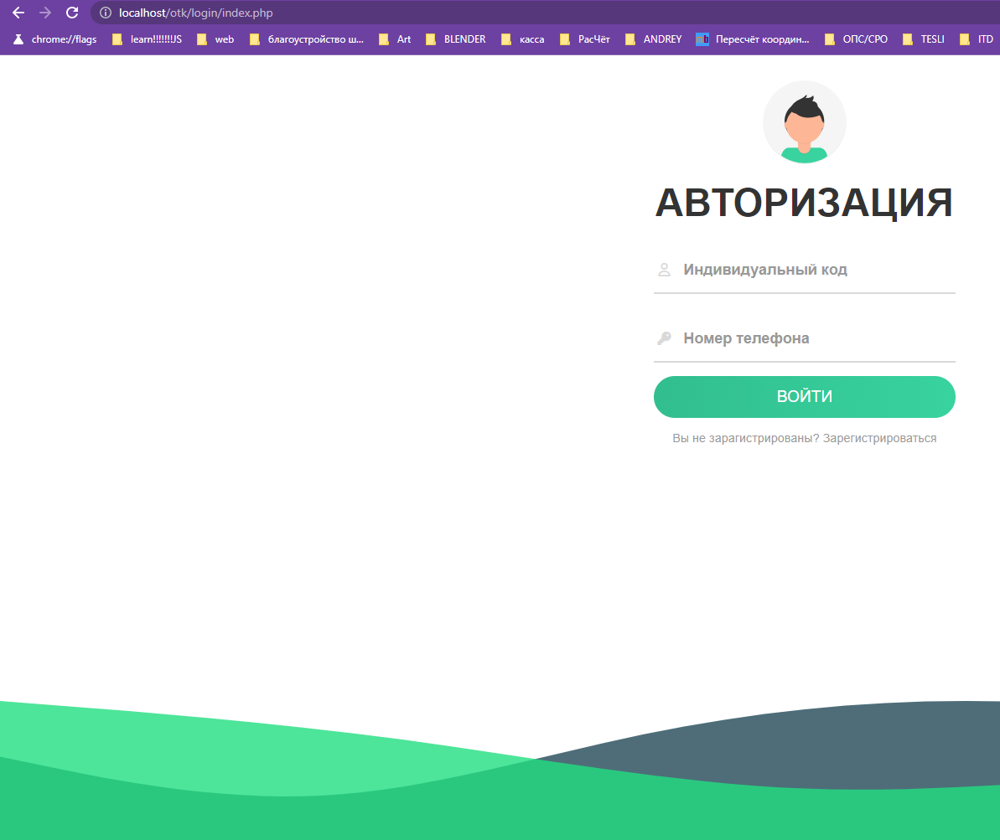 localhost/otk/login/index.php
chrome://flags learn!!!!!!!JS web благоустройство ш... Art BLENDER касса РасЧёт ANDREY Пересчёт координ... ОПС/СРО TESLI ITD
АВТОРИЗАЦИЯ
Индивидуальный код
Номер телефона
ВОЙТИ
Вы не зарагистрированы? Зарегистрироваться